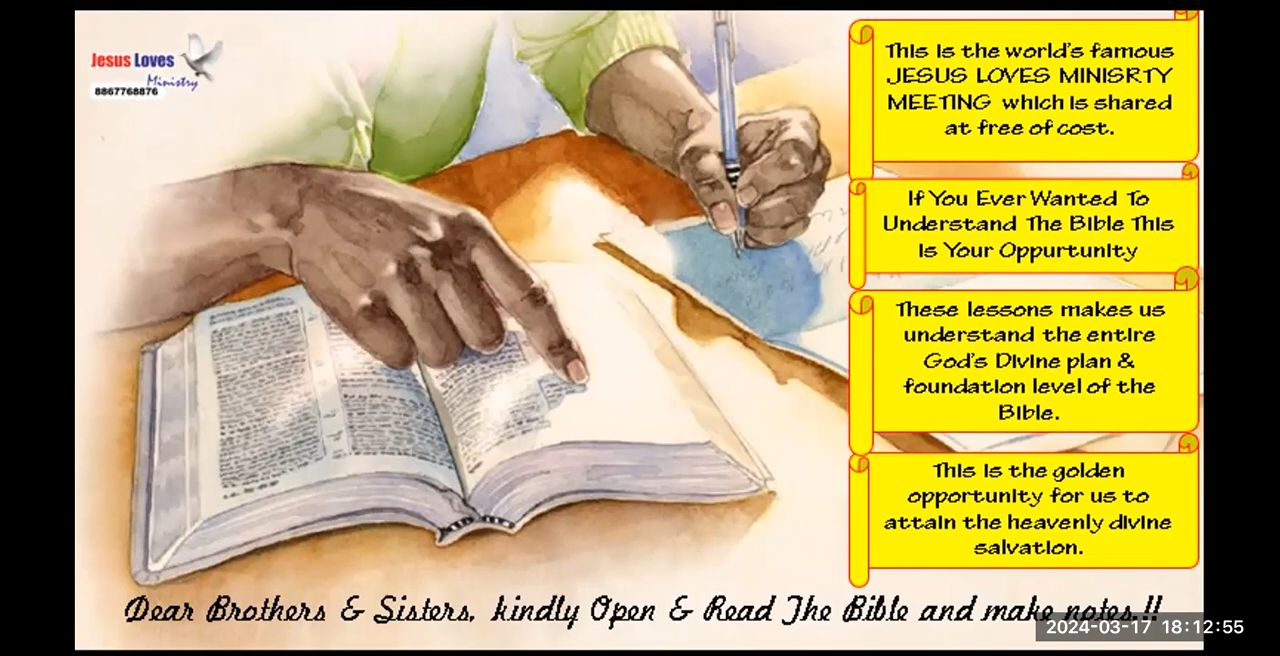 Jesus Loves
Ministry
8867768876
This is the world's famous
JESUS LOVES MINISRTY
MEETING which is shared
at free of cost.
If You Ever Wanted To
Understand The Bible This
is Your Oppurtunity
These lessons makes us
understand the entire
God's Divine plan &
foundation level of the
Bible.
This is the golden
opportunity for us to
attain the heavenly divine
salvation.
Dear Brothers & Sisters, kindly Open & Read The Bible and make notes.!!
2024-03-17 18:12:55